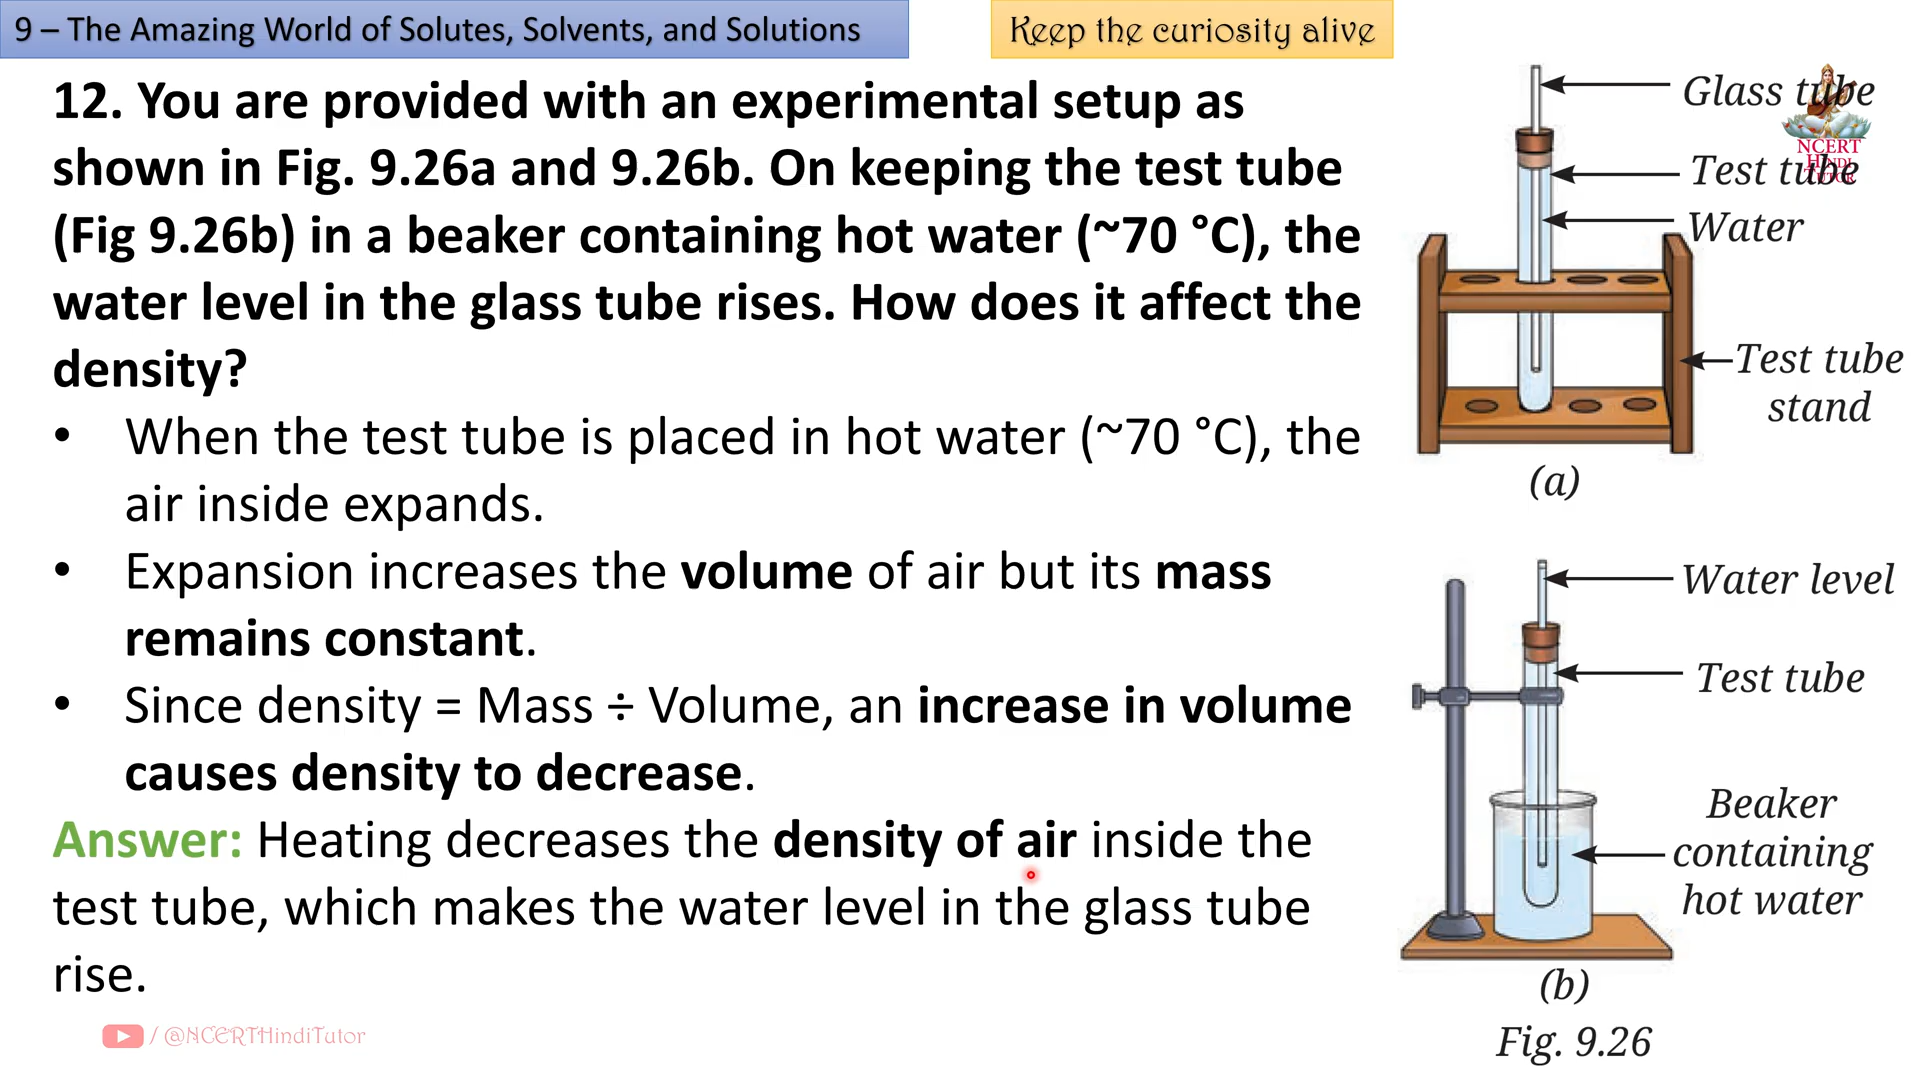 9 – The Amazing World of Solutes, Solvents, and Solutions
Keep the curiosity alive
12. You are provided with an experimental setup as
shown in Fig. 9.26a and 9.26b. On keeping the test tube
(Fig 9.26b) in a beaker containing hot water (~70 °C), the
water level in the glass tube rises. How does it affect the
density?
• When the test tube is placed in hot water (~70 °C), the
air inside expands.
• Expansion increases the volume of air but its mass
remains constant.
• Since density = Mass ÷ Volume, an increase in volume
causes density to decrease.
Answer: Heating decreases the density of air inside the
test tube, which makes the water level in the glass tube
rise.
/ @NCERTHindiTutor
Glass tube
NCERT
HINDI
TUTOR
Test tube
Water
Test tube
stand
(a)
Water level
Test tube
Beaker
containing
hot water
(b)
Fig. 9.26